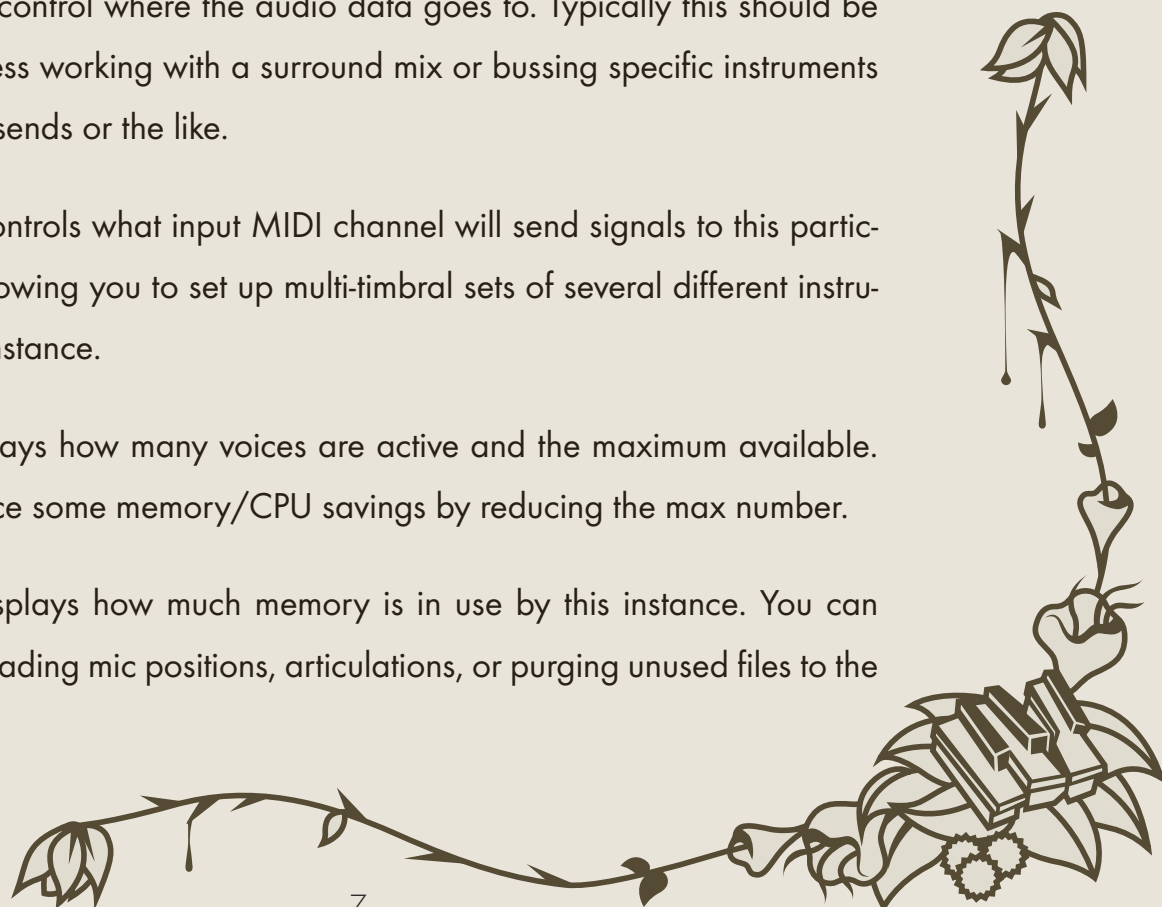 control where the audio data goes to. Typically this should be
ess working with a surround mix or bussing specific instruments
sends or the like.
ontrols what input MIDI channel will send signals to this partic-
owing you to set up multi-timbral sets of several different instru-
nstance.
ays how many voices are active and the maximum available.
ce some memory/CPU savings by reducing the max number.
splays how much memory is in use by this instance. You can
ading mic positions, articulations, or purging unused files to the